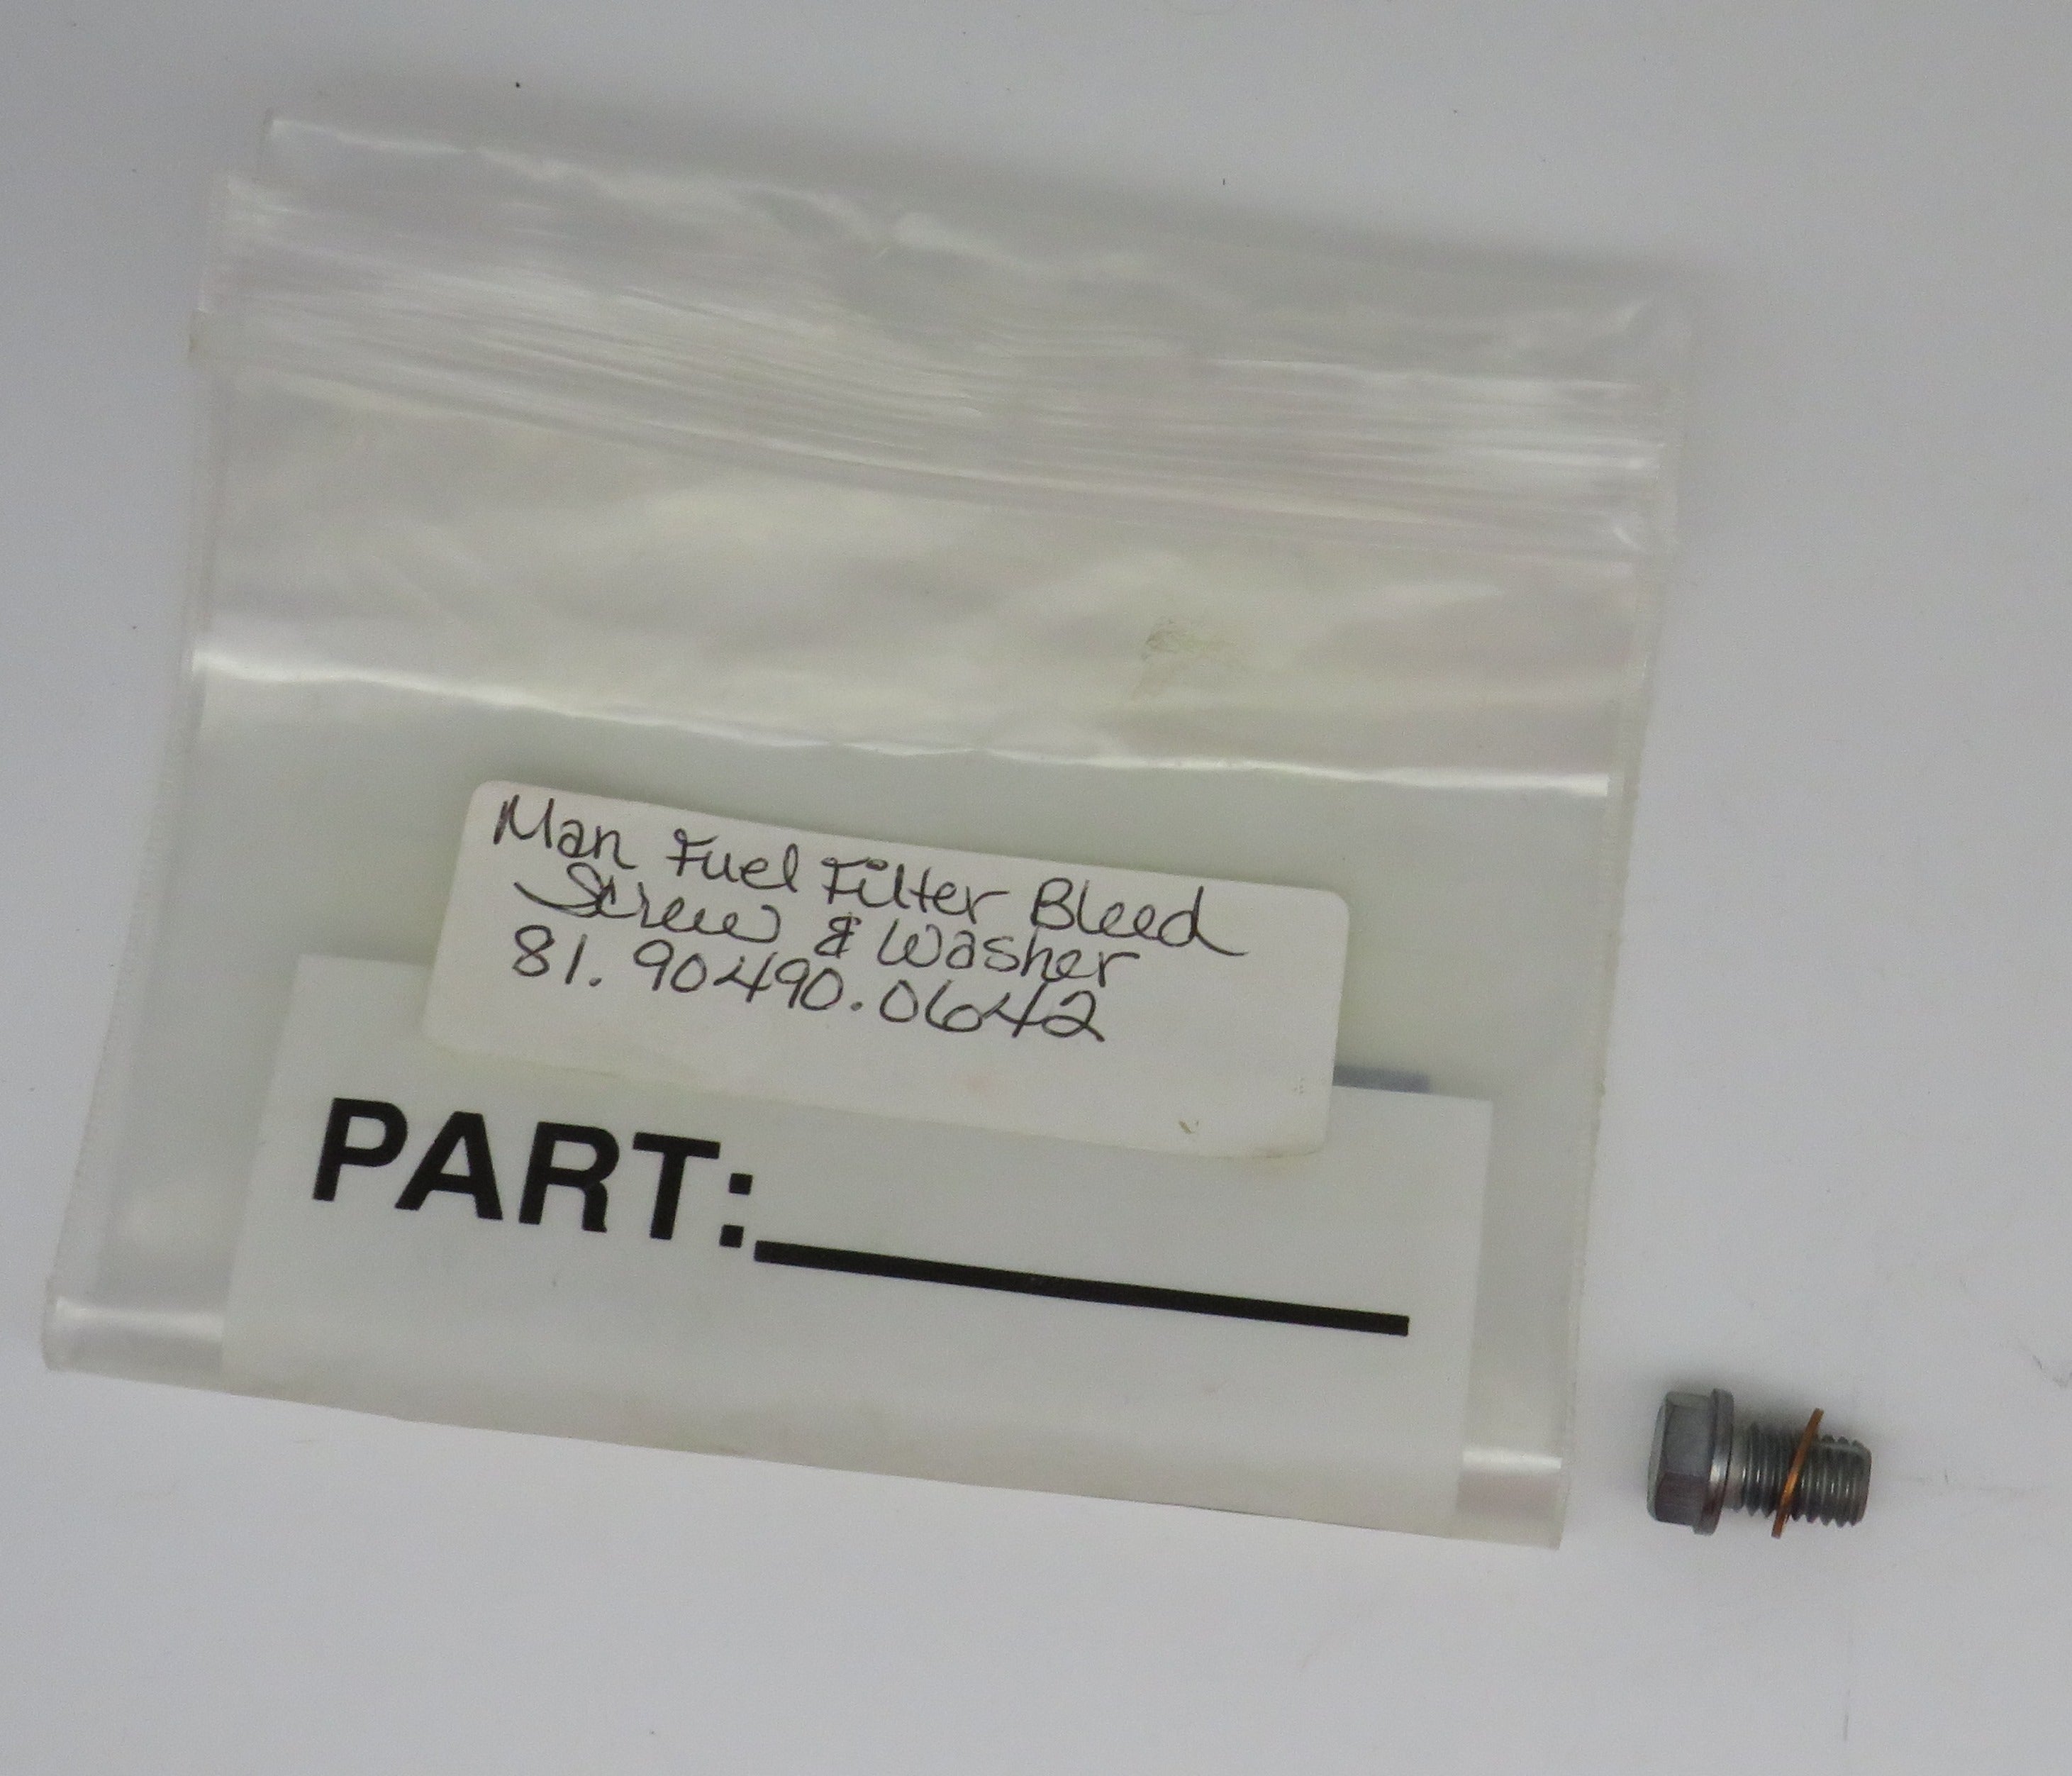 Man Fuel Filter Bleed
Screw & Washer
81.90490.0642
PART: